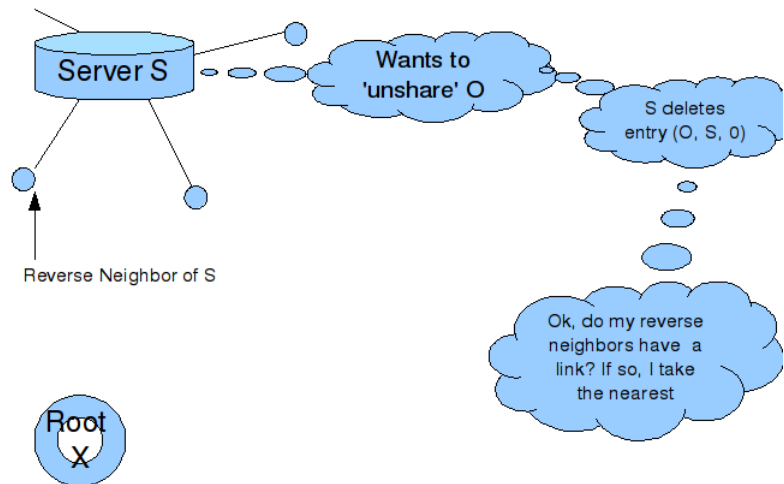 Server S
Wants to
'unshare' O
S deletes
entry (O, S, 0)
Reverse Neighbor of S
Ok, do my reverse
neighbors have a
link? If so, I take
the nearest
Root
X